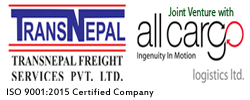 TRANSNEPAL
TRANSNEPAL FREIGHT
SERVICES PVT. LTD.
Joint Venture with
allcargo
Ingenuity In Motion
logistics ltd.
ISO 9001:2015 Certified Company